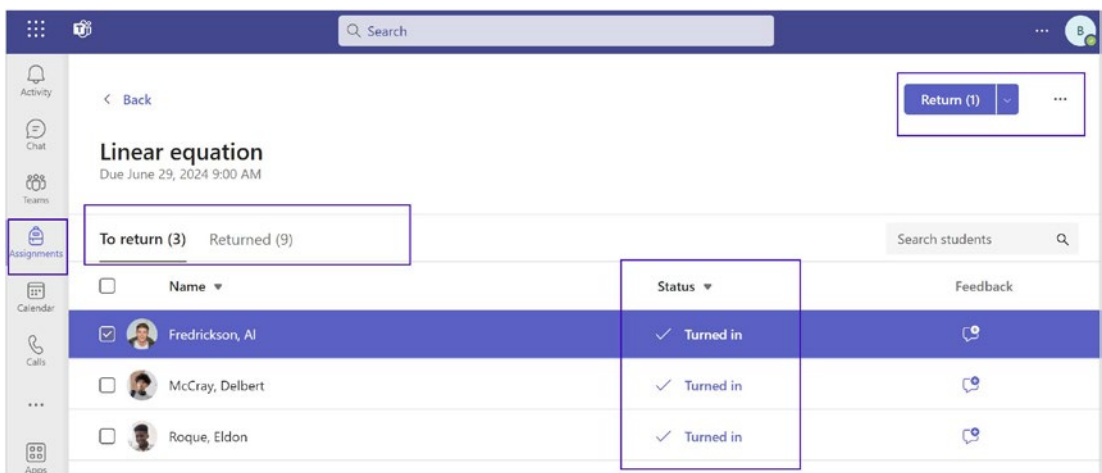 Search
B
Activity
Chat
Teams
Assignments
Calendar
Calls
Apps
Back
Return (1)
Linear equation
Due June 29, 2024 9:00 AM
To return (3) Returned (9)
Search students
Name Status Feedback
Fredrickson, Al Turned in
McCray, Delbert Turned in
Roque, Eldon Turned in